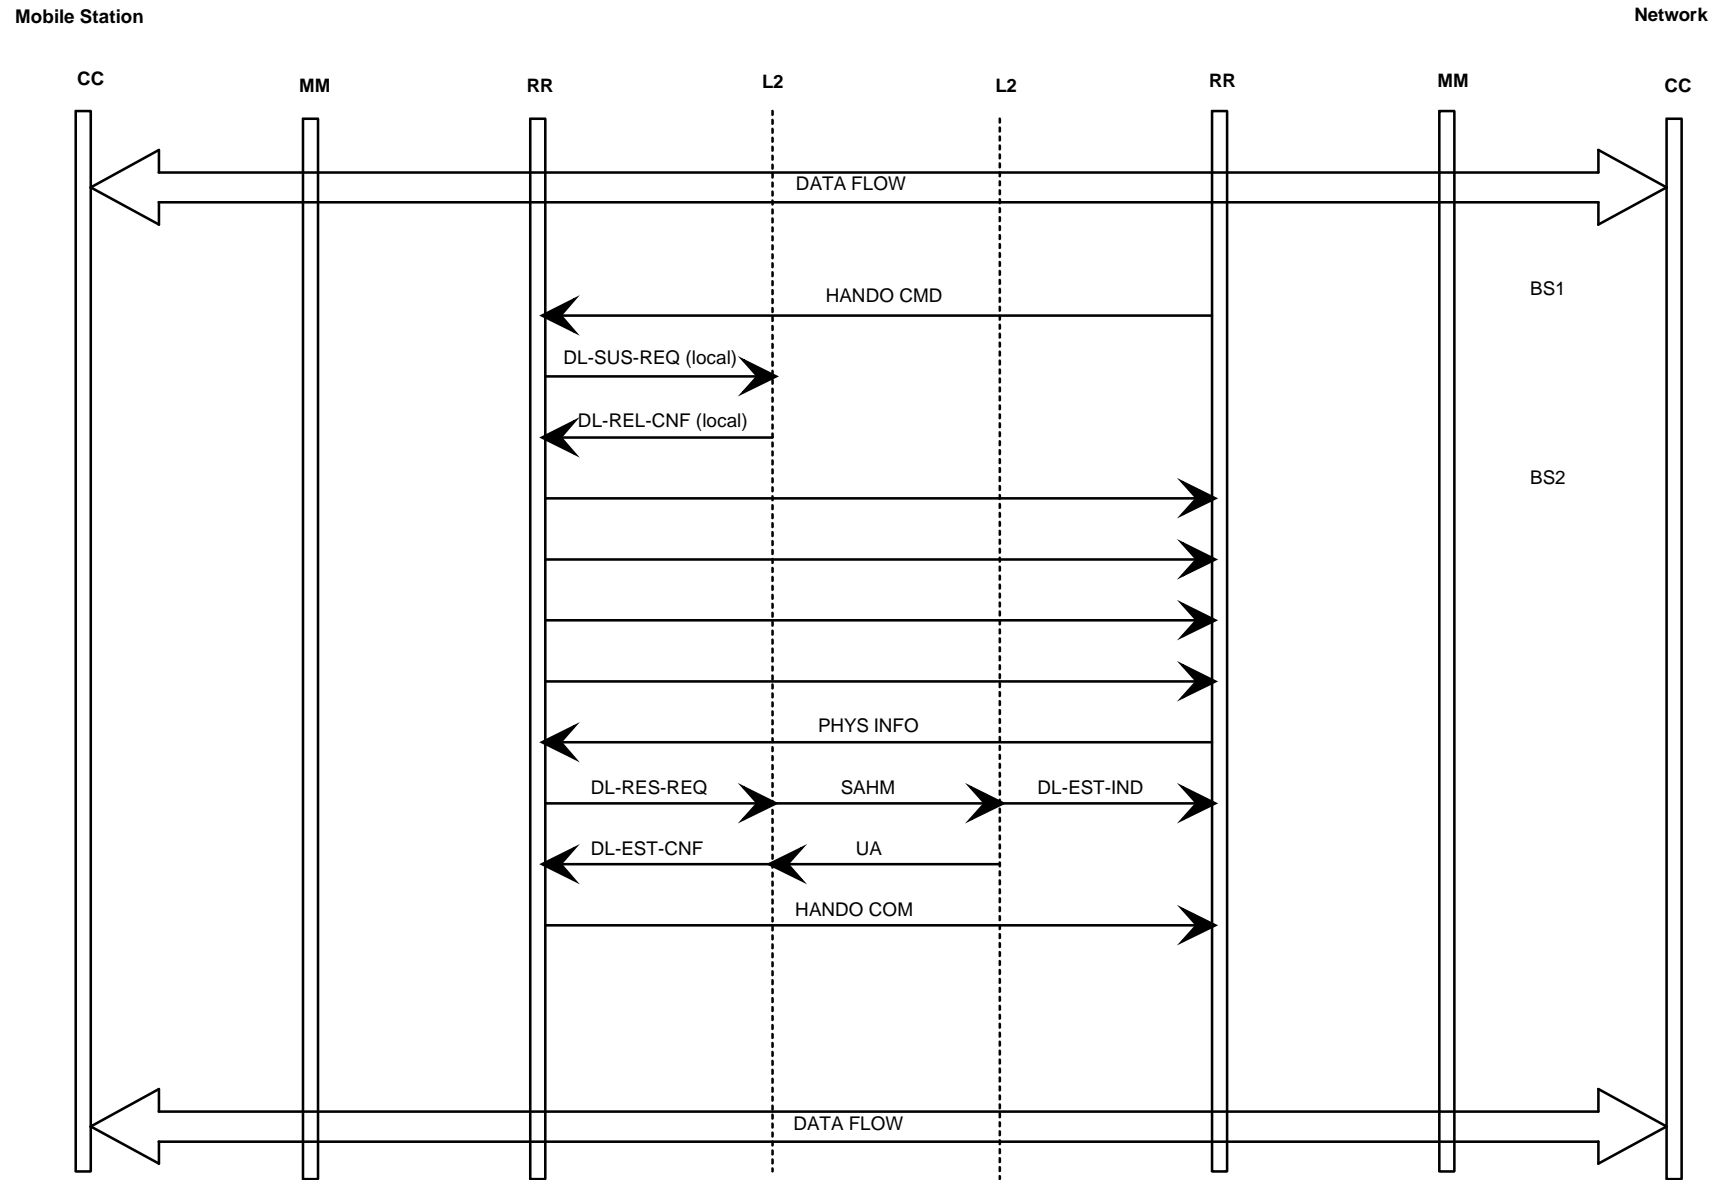 Mobile Station
Network
CC
MM
RR
L2
L2
RR
MM
CC
DATA FLOW
HANDO CMD
BS1
DL-SUS-REQ (local)
DL-REL-CNF (local)
BS2
PHYS INFO
DL-RES-REQ
SAHM
DL-EST-IND
DL-EST-CNF
UA
HANDO COM
DATA FLOW